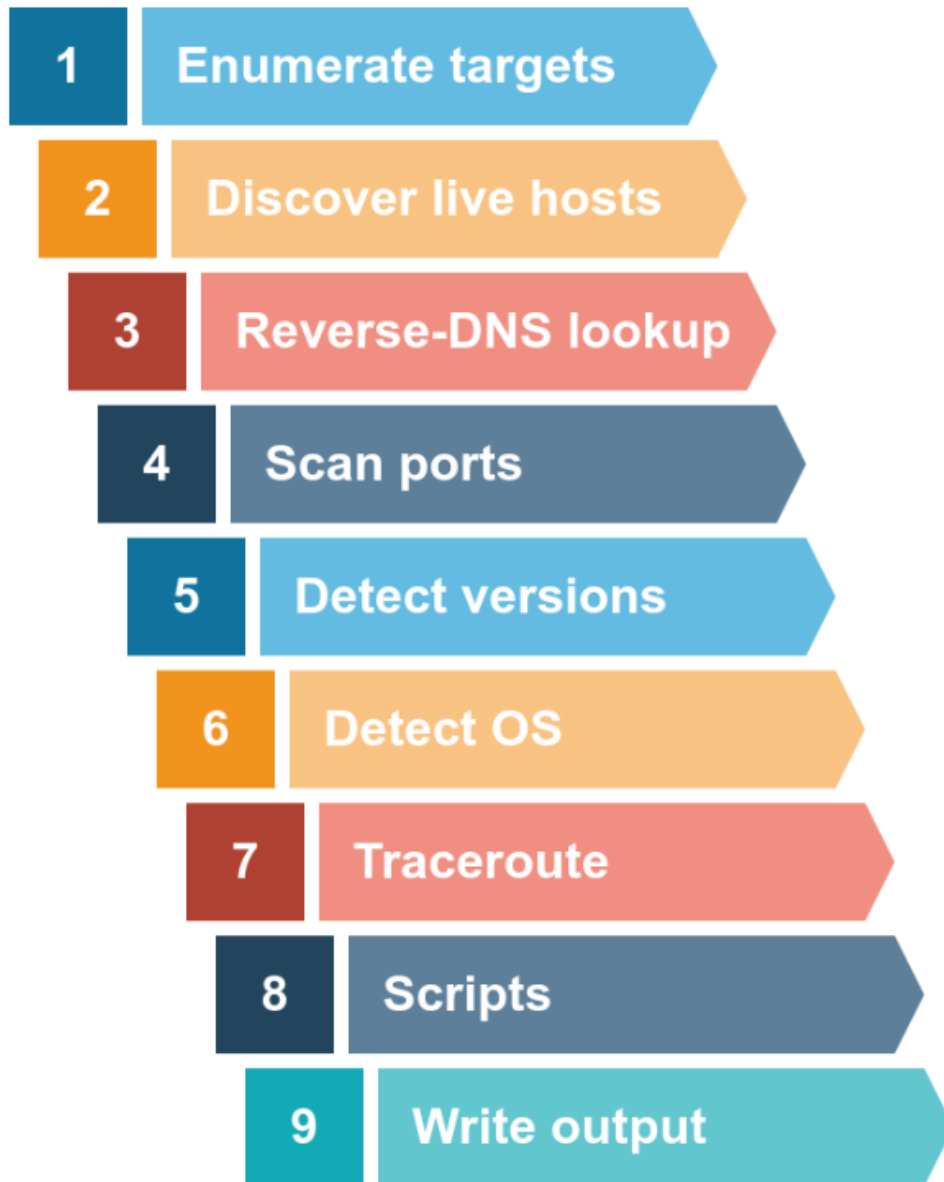 1 Enumerate targets
2 Discover live hosts
3 Reverse-DNS lookup
4 Scan ports
5 Detect versions
6 Detect OS
7 Traceroute
8 Scripts
9 Write output